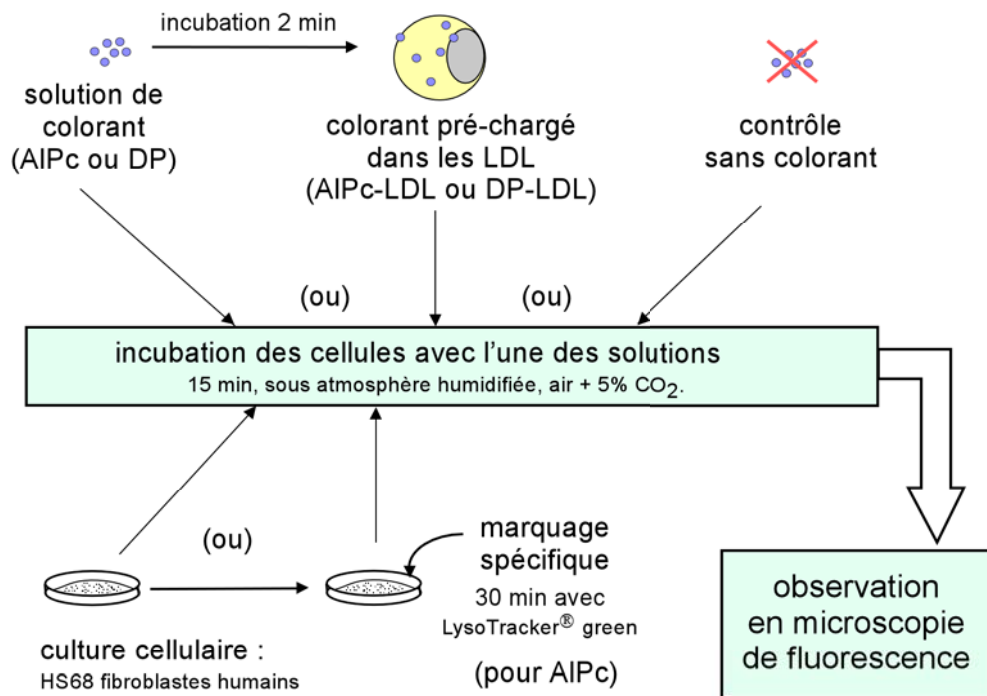 incubation 2 min
solution de
colorant
(AlPc ou DP)
colorant pré-chargé
dans les LDL
(AlPc-LDL ou DP-LDL)
contrôle
sans colorant
(ou)
(ou)
incubation des cellules avec l'une des solutions
15 min, sous atmosphère humidifiée, air + 5% CO2.
(ou)
marquage
spécifique
30 min avec
LysoTracker® green
(pour AlPc)
culture cellulaire :
HS68 fibroblastes humains
observation
en microscopie
de fluorescence